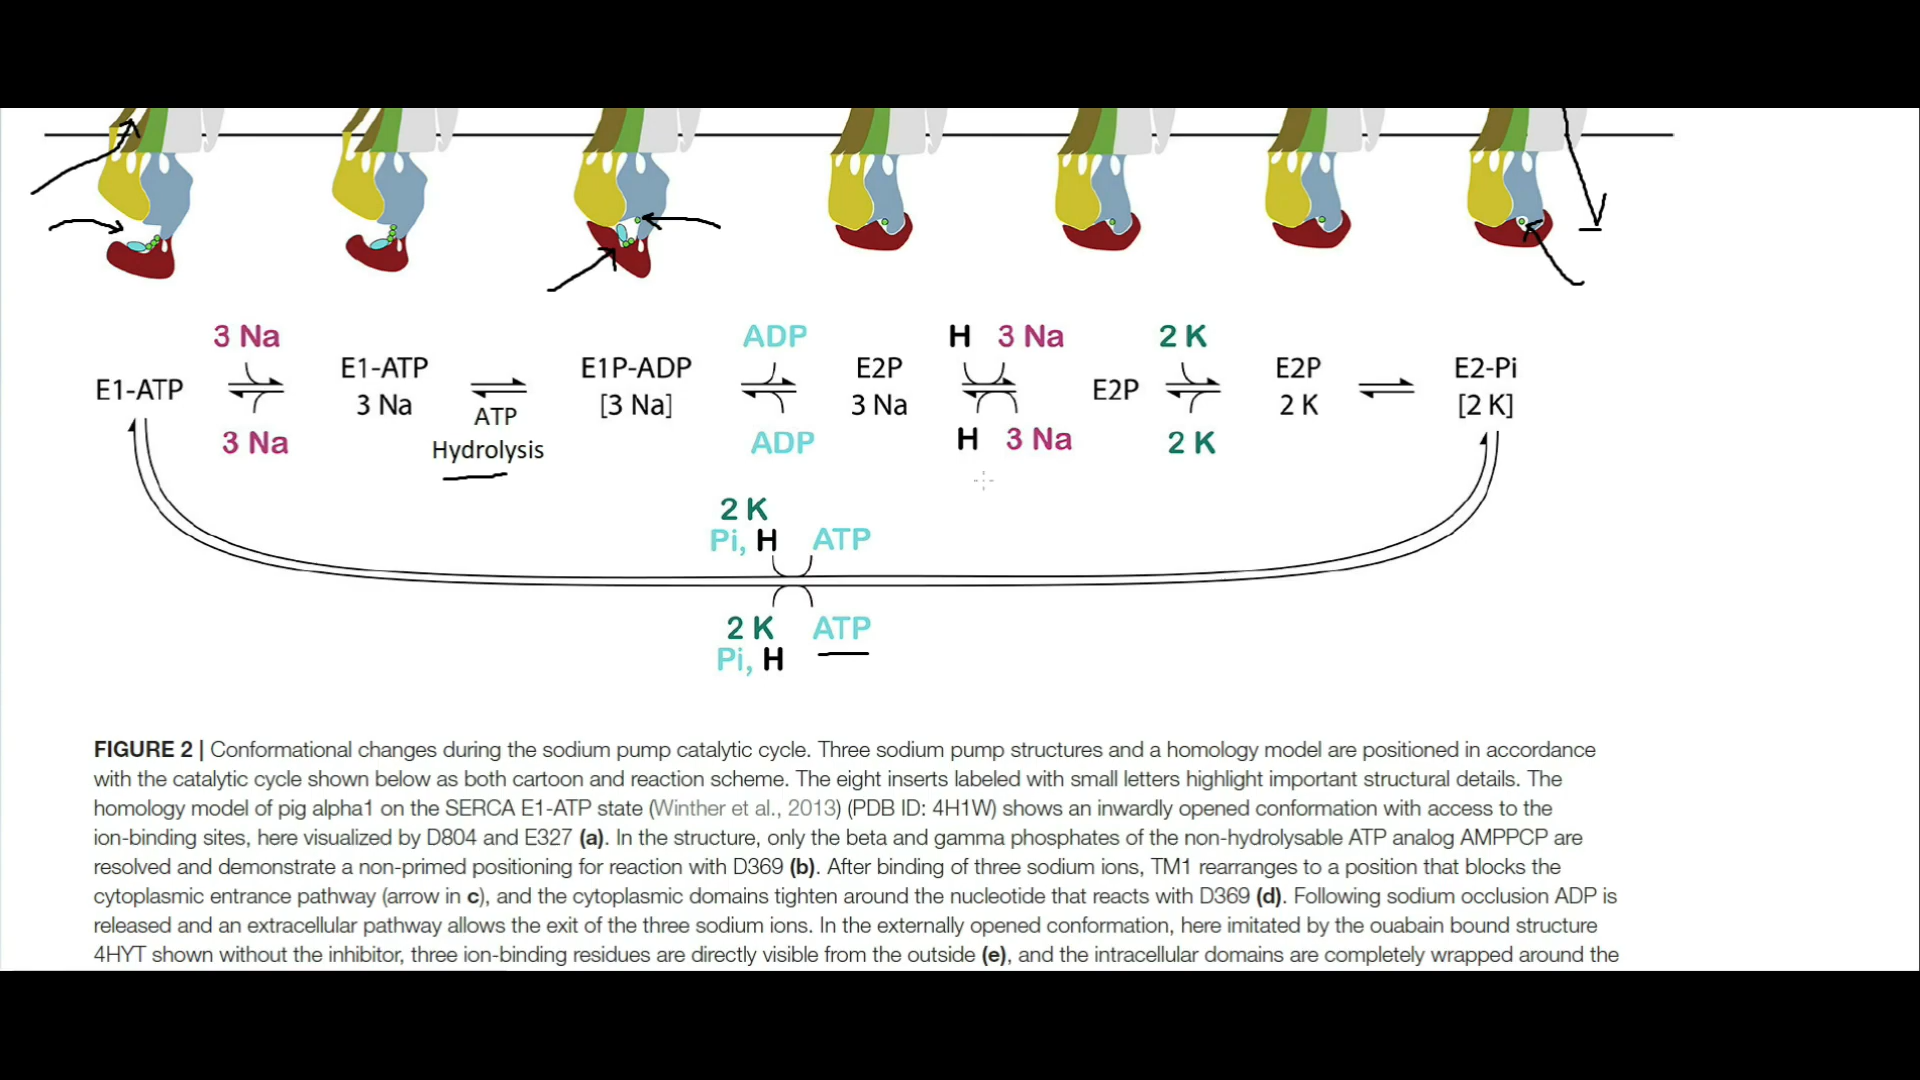 3 Na
ADP
H 3 Na
2 K
E1-ATP
E1-ATP
3 Na
E1P-ADP
[3 Na]
E2P
3 Na
E2P
E2P
2 K
E2-Pi
[2 K]
ATP
Hydrolysis
3 Na
ADP
H 3 Na
2 K
2 K
Pi, H ATP
2 K ATP
Pi, H
FIGURE 2 | Conformational changes during the sodium pump catalytic cycle. Three sodium pump structures and a homology model are positioned in accordance
with the catalytic cycle shown below as both cartoon and reaction scheme. The eight inserts labeled with small letters highlight important structural details. The
homology model of pig alpha1 on the SERCA E1-ATP state (Winther et al., 2013) (PDB ID: 4H1W) shows an inwardly opened conformation with access to the
ion-binding sites, here visualized by D804 and E327 (a). In the structure, only the beta and gamma phosphates of the non-hydrolysable ATP analog AMPPCP are
resolved and demonstrate a non-primed positioning for reaction with D369 (b). After binding of three sodium ions, TM1 rearranges to a position that blocks the
cytoplasmic entrance pathway (arrow in c), and the cytoplasmic domains tighten around the nucleotide that reacts with D369 (d). Following sodium occlusion ADP is
released and an extracellular pathway allows the exit of the three sodium ions. In the externally opened conformation, here imitated by the ouabain bound structure
4HYT shown without the inhibitor, three ion-binding residues are directly visible from the outside (e), and the intracellular domains are completely wrapped around the